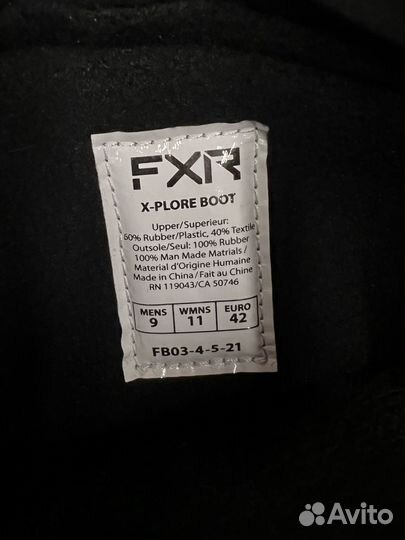 FXR
X-PLORE BOOT
Upper/Superieur:
60% Rubber/Plastic, 40% Textile
Outsole/Seul: 100% Rubber
100% Man Made Matrials/
Material d'Origine Humaine
Made in China/Fait au Chine
RN 119043/CA 50746
MENS WMNS EURO
9 11 42
FB03-4-5-21
Avito